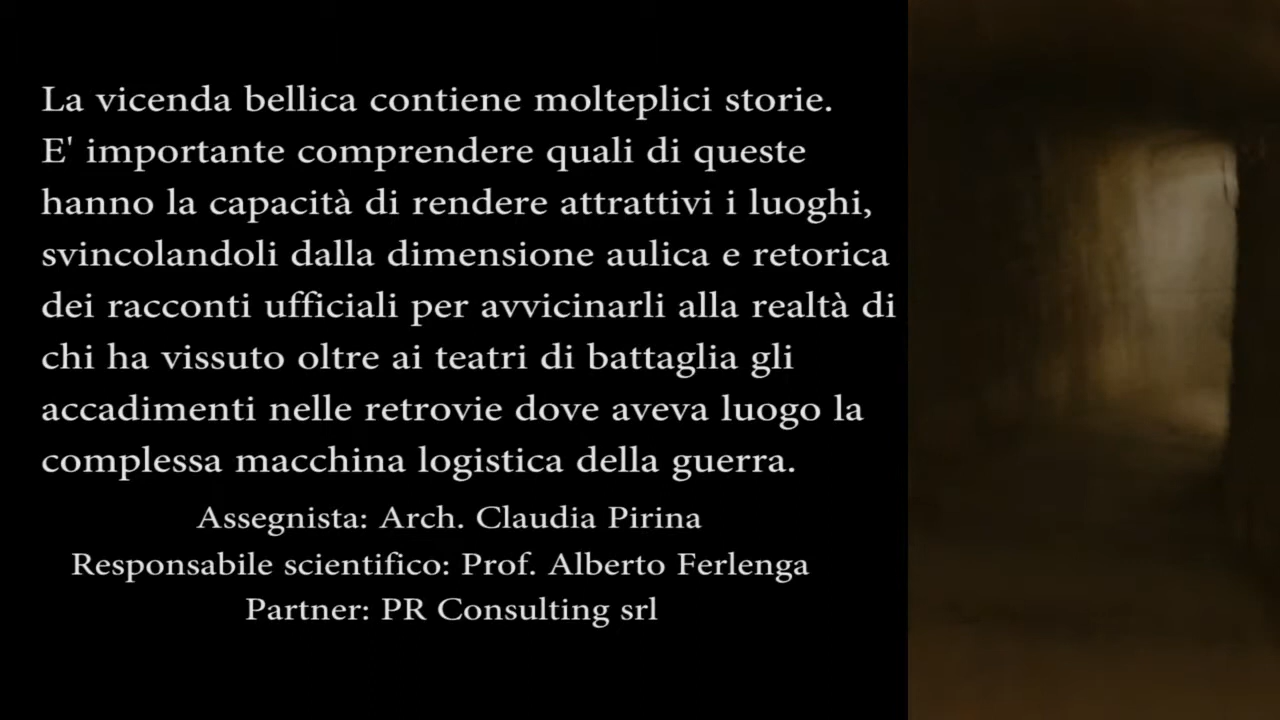 La vicenda bellica contiene molteplici storie.
E' importante comprendere quali di queste
hanno la capacità di rendere attrattivi i luoghi,
svincolandoli dalla dimensione aulica e retorica
dei racconti ufficiali per avvicinarli alla realtà di
chi ha vissuto oltre ai teatri di battaglia gli
accadimenti nelle retrovie dove aveva luogo la
complessa macchina logistica della guerra.
Assegnista: Arch. Claudia Pirina
Responsabile scientifico: Prof. Alberto Ferlenga
Partner: PR Consulting srl